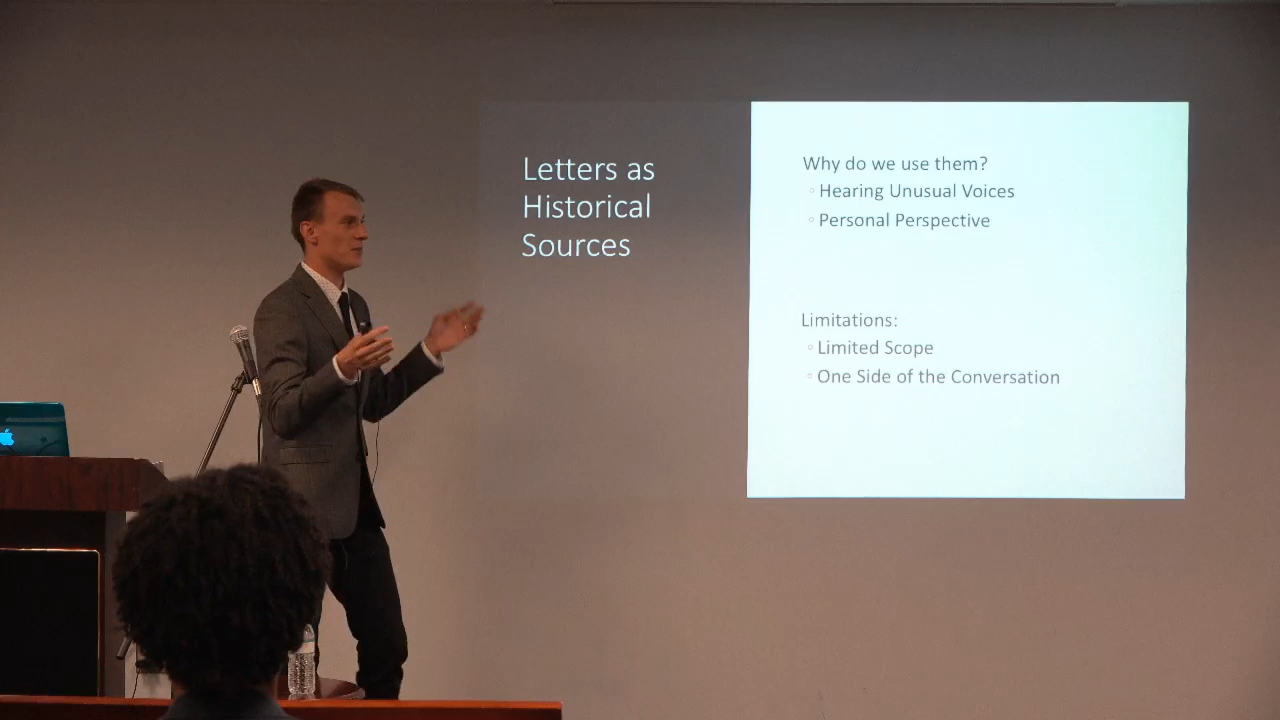 Letters as
Historical
Sources
Why do we use them?
◦ Hearing Unusual Voices
◦ Personal Perspective
Limitations:
◦ Limited Scope
◦ One Side of the Conversation